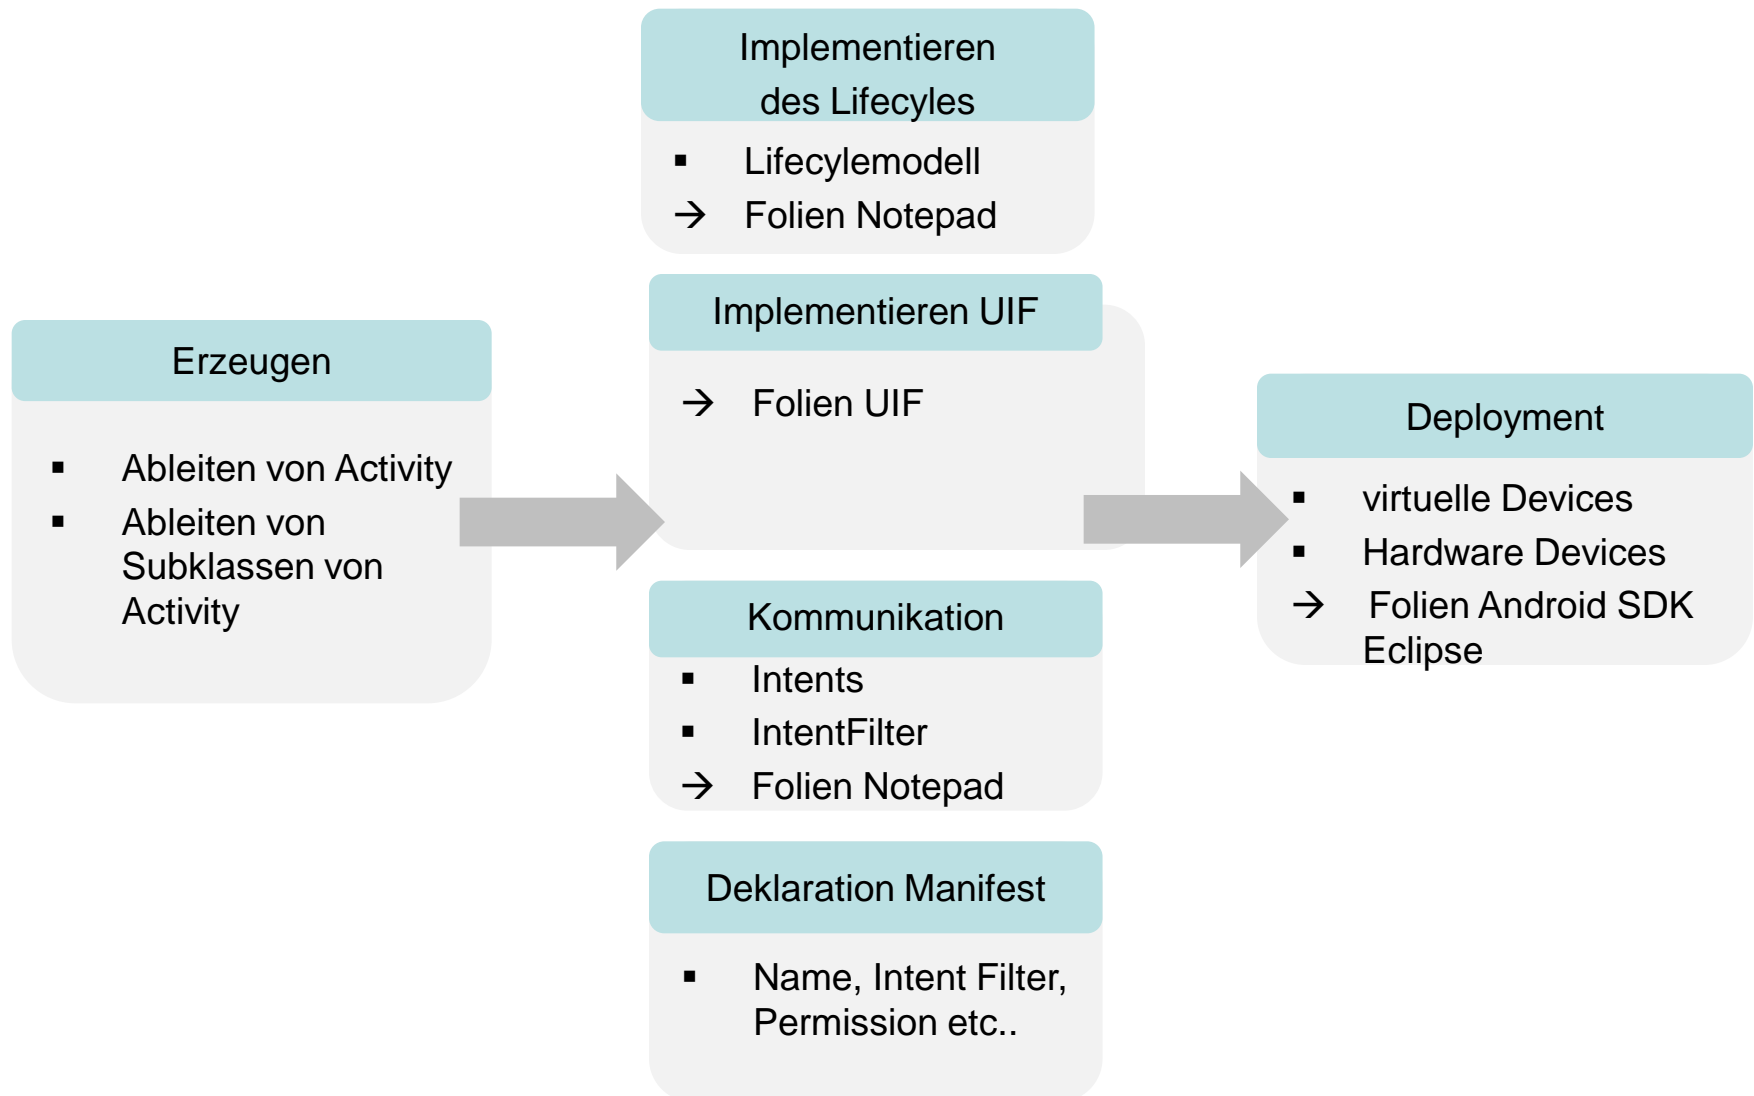 Erzeugen
▪ Ableiten von Activity
▪ Ableiten von
Subklassen von
Activity
Implementieren
des Lifecyles
▪ Lifecylemodell
→ Folien Notepad
Implementieren UIF
→ Folien UIF
Kommunikation
▪ Intents
▪ IntentFilter
→ Folien Notepad
Deklaration Manifest
▪ Name, Intent Filter,
Permission etc..
Deployment
▪ virtuelle Devices
▪ Hardware Devices
→ Folien Android SDK
Eclipse